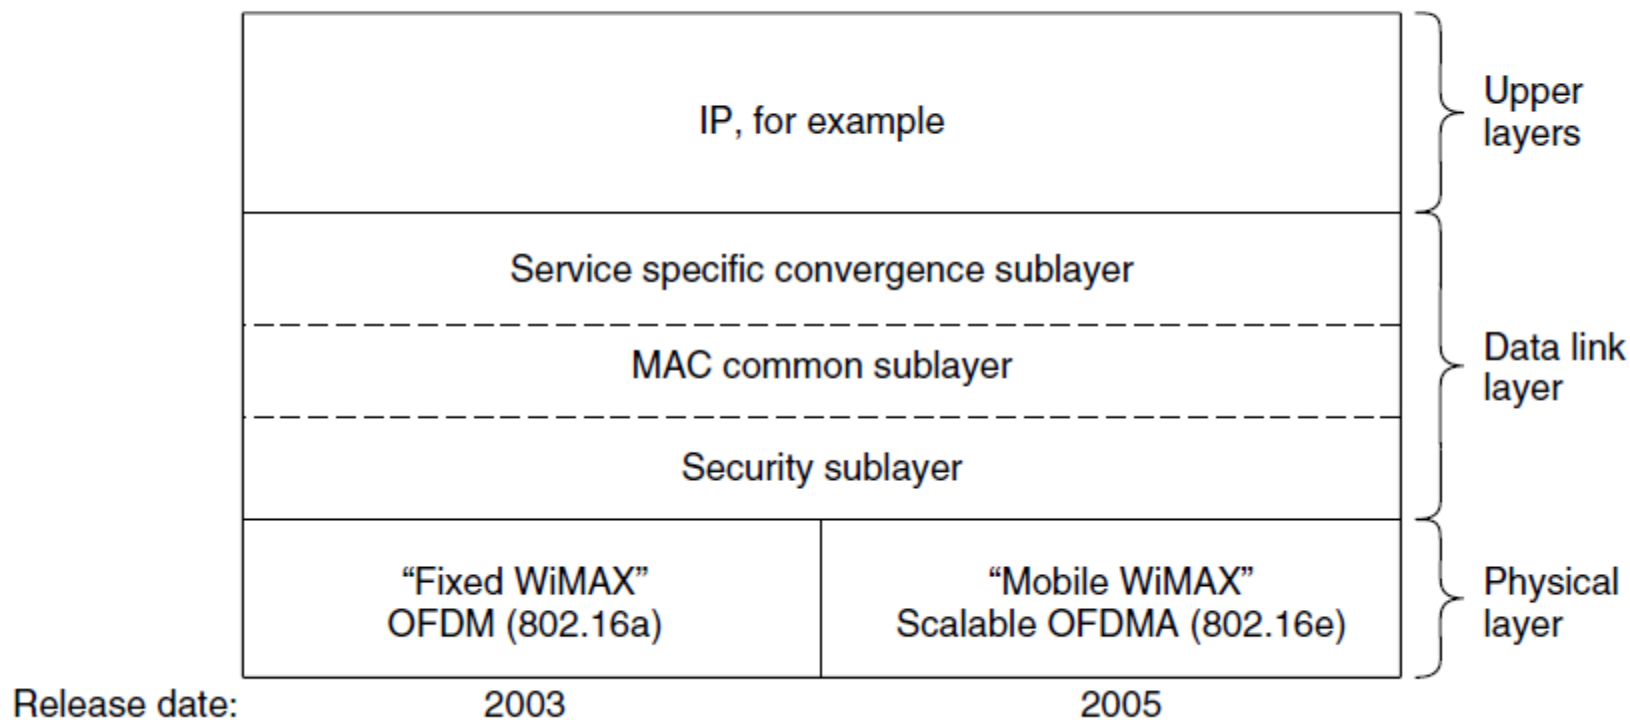 IP, for example
Upper
layers
Service specific convergence sublayer
MAC common sublayer
Data link
layer
Security sublayer
“Fixed WiMAX”
OFDM (802.16a)
“Mobile WiMAX”
Scalable OFDMA (802.16e)
Physical
layer
Release date:
2003
2005